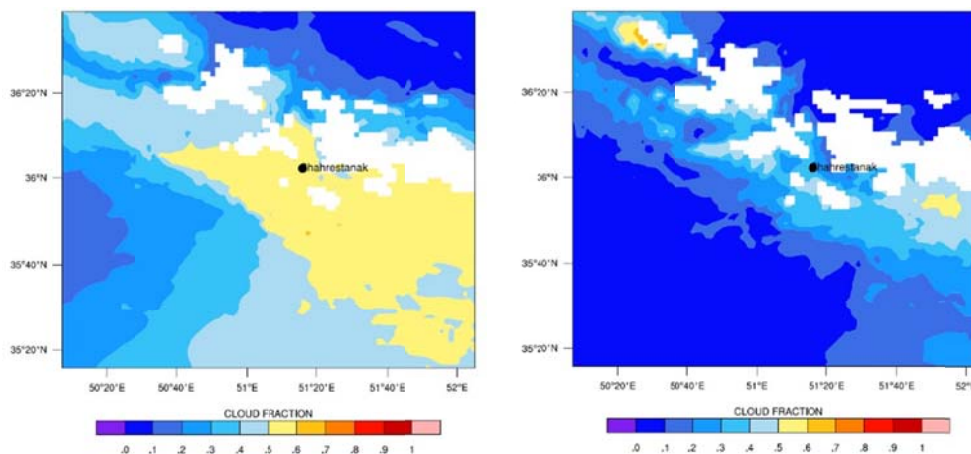 36°20'N
36°N
35°40'N
35°20'N
hahrestanak
50°20'E 50°40'E 51°E 51°20'E 51°40'E 52°E
CLOUD FRACTION
.0 .1 .2 .3 .4 .5 .6 .7 .8 .9 1
36°20'N
36°N
35°40'N
35°20'N
hahrestanak
50°20'E 50°40'E 51°E 51°20'E 51°40'E 52°E
CLOUD FRACTION
.0 .1 .2 .3 .4 .5 .6 .7 .8 .9 1